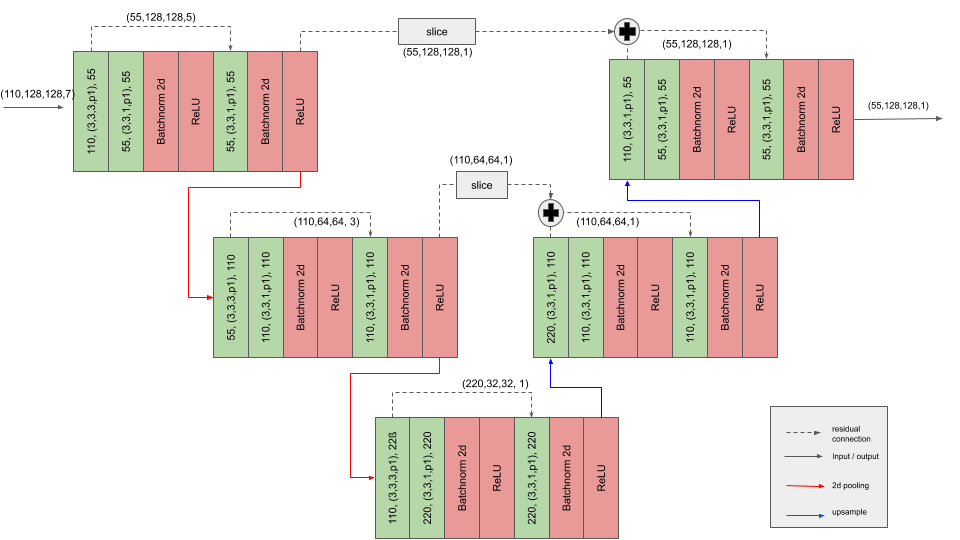 (55,128,128,5)
slice
(55,128,128,1)
(55,128,128,1)
(110,128,128,7)
110, (3,3,3,p1), 55
55, (3,3,1,p1), 55
Batchnorm 2d
ReLU
55, (3,3,1,p1), 55
Batchnorm 2d
ReLU
110, (3,3,1,p1), 55
55, (3,3,1,p1), 55
Batchnorm 2d
ReLU
55, (3,3,1,p1), 55
Batchnorm 2d
ReLU
(55,128,128,1)
(110,64,64,1)
slice
(110,64,64, 3)
(110,64,64,1)
55, (3,3,3,p1), 110
110, (3,3,1,p1), 110
Batchnorm 2d
ReLU
110, (3,3,1,p1), 110
Batchnorm 2d
ReLU
220, (3,3,1,p1), 110
110, (3,3,1,p1), 110
Batchnorm 2d
ReLU
110, (3,3,1,p1), 110
Batchnorm 2d
ReLU
(220,32,32, 1)
110, (3,3,3,p1), 22ß
220, (3,3,1,p1), 220
Batchnorm 2d
ReLU
220, (3,3,1,p1), 220
Batchnorm 2d
ReLU
residual
connection
Input / output
2d pooling
upsample